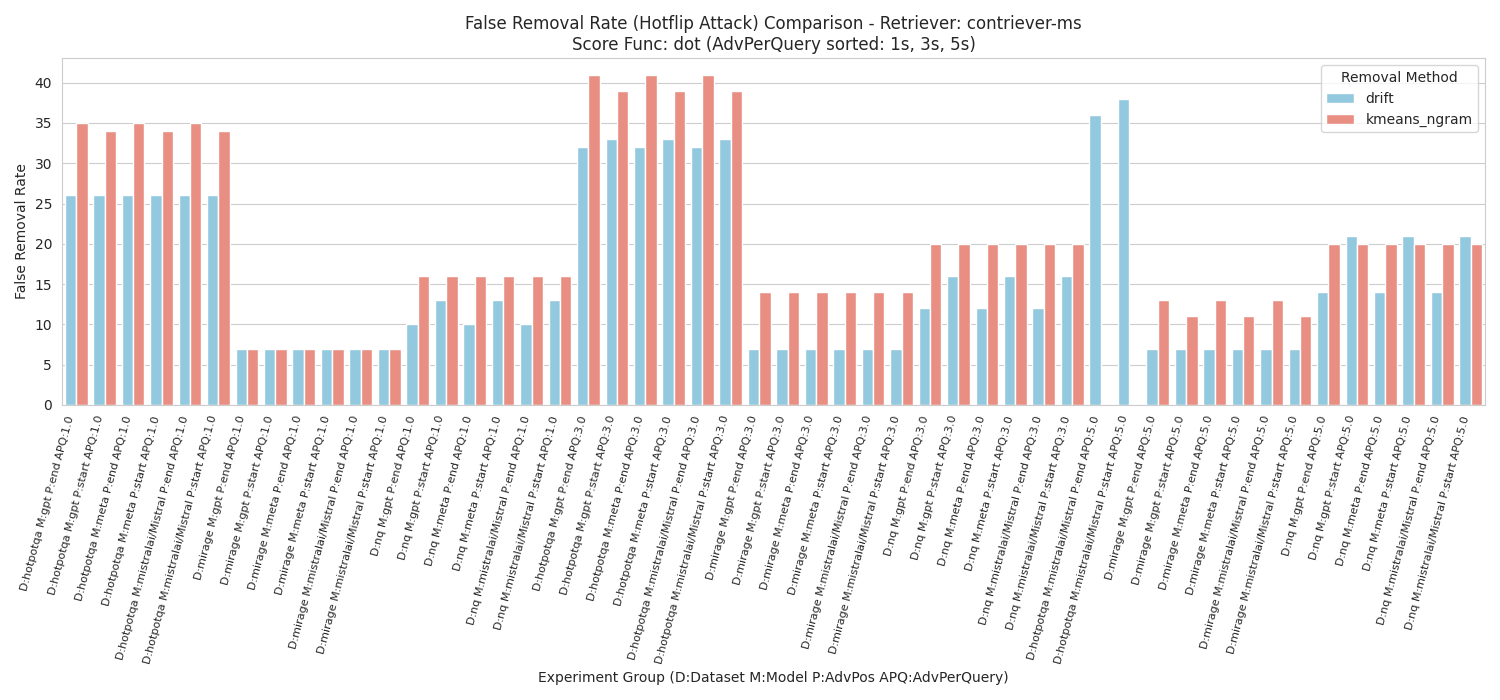 False Removal Rate (Hotflip Attack) Comparison - Retriever: contriever-ms
Score Func: dot (AdvPerQuery sorted: 1s, 3s, 5s)
Removal Method
drift
kmeans_ngram
False Removal Rate
40
35
30
25
20
15
10
5
0
D:hotpotqa M:gpt P:end APQ:1.0
D:hotpotqa M:gpt P:start APQ:1.0
D:hotpotqa M:meta P:end APQ:1.0
D:hotpotqa M:meta P:start APQ:1.0
D:hotpotqa M:mistralai/Mistral P:end APQ:1.0
D:hotpotqa M:mistralai/Mistral P:start APQ:1.0
D:mirage M:gpt P:end APQ:1.0
D:mirage M:gpt P:start APQ:1.0
D:mirage M:meta P:end APQ:1.0
D:mirage M:meta P:start APQ:1.0
D:mirage M:mistralai/Mistral P:end APQ:1.0
D:mirage M:mistralai/Mistral P:start APQ:1.0
D:nq M:gpt P:end APQ:1.0
D:nq M:gpt P:start APQ:1.0
D:nq M:meta P:end APQ:1.0
D:nq M:meta P:start APQ:1.0
D:nq M:mistralai/Mistral P:end APQ:1.0
D:nq M:mistralai/Mistral P:start APQ:1.0
D:hotpotqa M:gpt P:end APQ:3.0
D:hotpotqa M:gpt P:start APQ:3.0
D:hotpotqa M:meta P:end APQ:3.0
D:hotpotqa M:meta P:start APQ:3.0
D:hotpotqa M:mistralai/Mistral P:end APQ:3.0
D:hotpotqa M:mistralai/Mistral P:start APQ:3.0
D:mirage M:gpt P:end APQ:3.0
D:mirage M:gpt P:start APQ:3.0
D:mirage M:meta P:end APQ:3.0
D:mirage M:meta P:start APQ:3.0
D:mirage M:mistralai/Mistral P:end APQ:3.0
D:mirage M:mistralai/Mistral P:start APQ:3.0
D:nq M:gpt P:end APQ:3.0
D:nq M:gpt P:start APQ:3.0
D:nq M:meta P:end APQ:3.0
D:nq M:meta P:start APQ:3.0
D:nq M:mistralai/Mistral P:end APQ:3.0
D:nq M:mistralai/Mistral P:start APQ:3.0
D:hotpotqa M:mistralai/Mistral P:end APQ:5.0
D:hotpotqa M:mistralai/Mistral P:start APQ:5.0
D:mirage M:gpt P:end APQ:5.0
D:mirage M:gpt P:start APQ:5.0
D:mirage M:meta P:end APQ:5.0
D:mirage M:meta P:start APQ:5.0
D:mirage M:mistralai/Mistral P:end APQ:5.0
D:mirage M:mistralai/Mistral P:start APQ:5.0
D:nq M:gpt P:end APQ:5.0
D:nq M:gpt P:start APQ:5.0
D:nq M:meta P:end APQ:5.0
D:nq M:meta P:start APQ:5.0
D:nq M:mistralai/Mistral P:end APQ:5.0
D:nq M:mistralai/Mistral P:start APQ:5.0
Experiment Group (D:Dataset M:Model P:AdvPos APQ:AdvPerQuery)